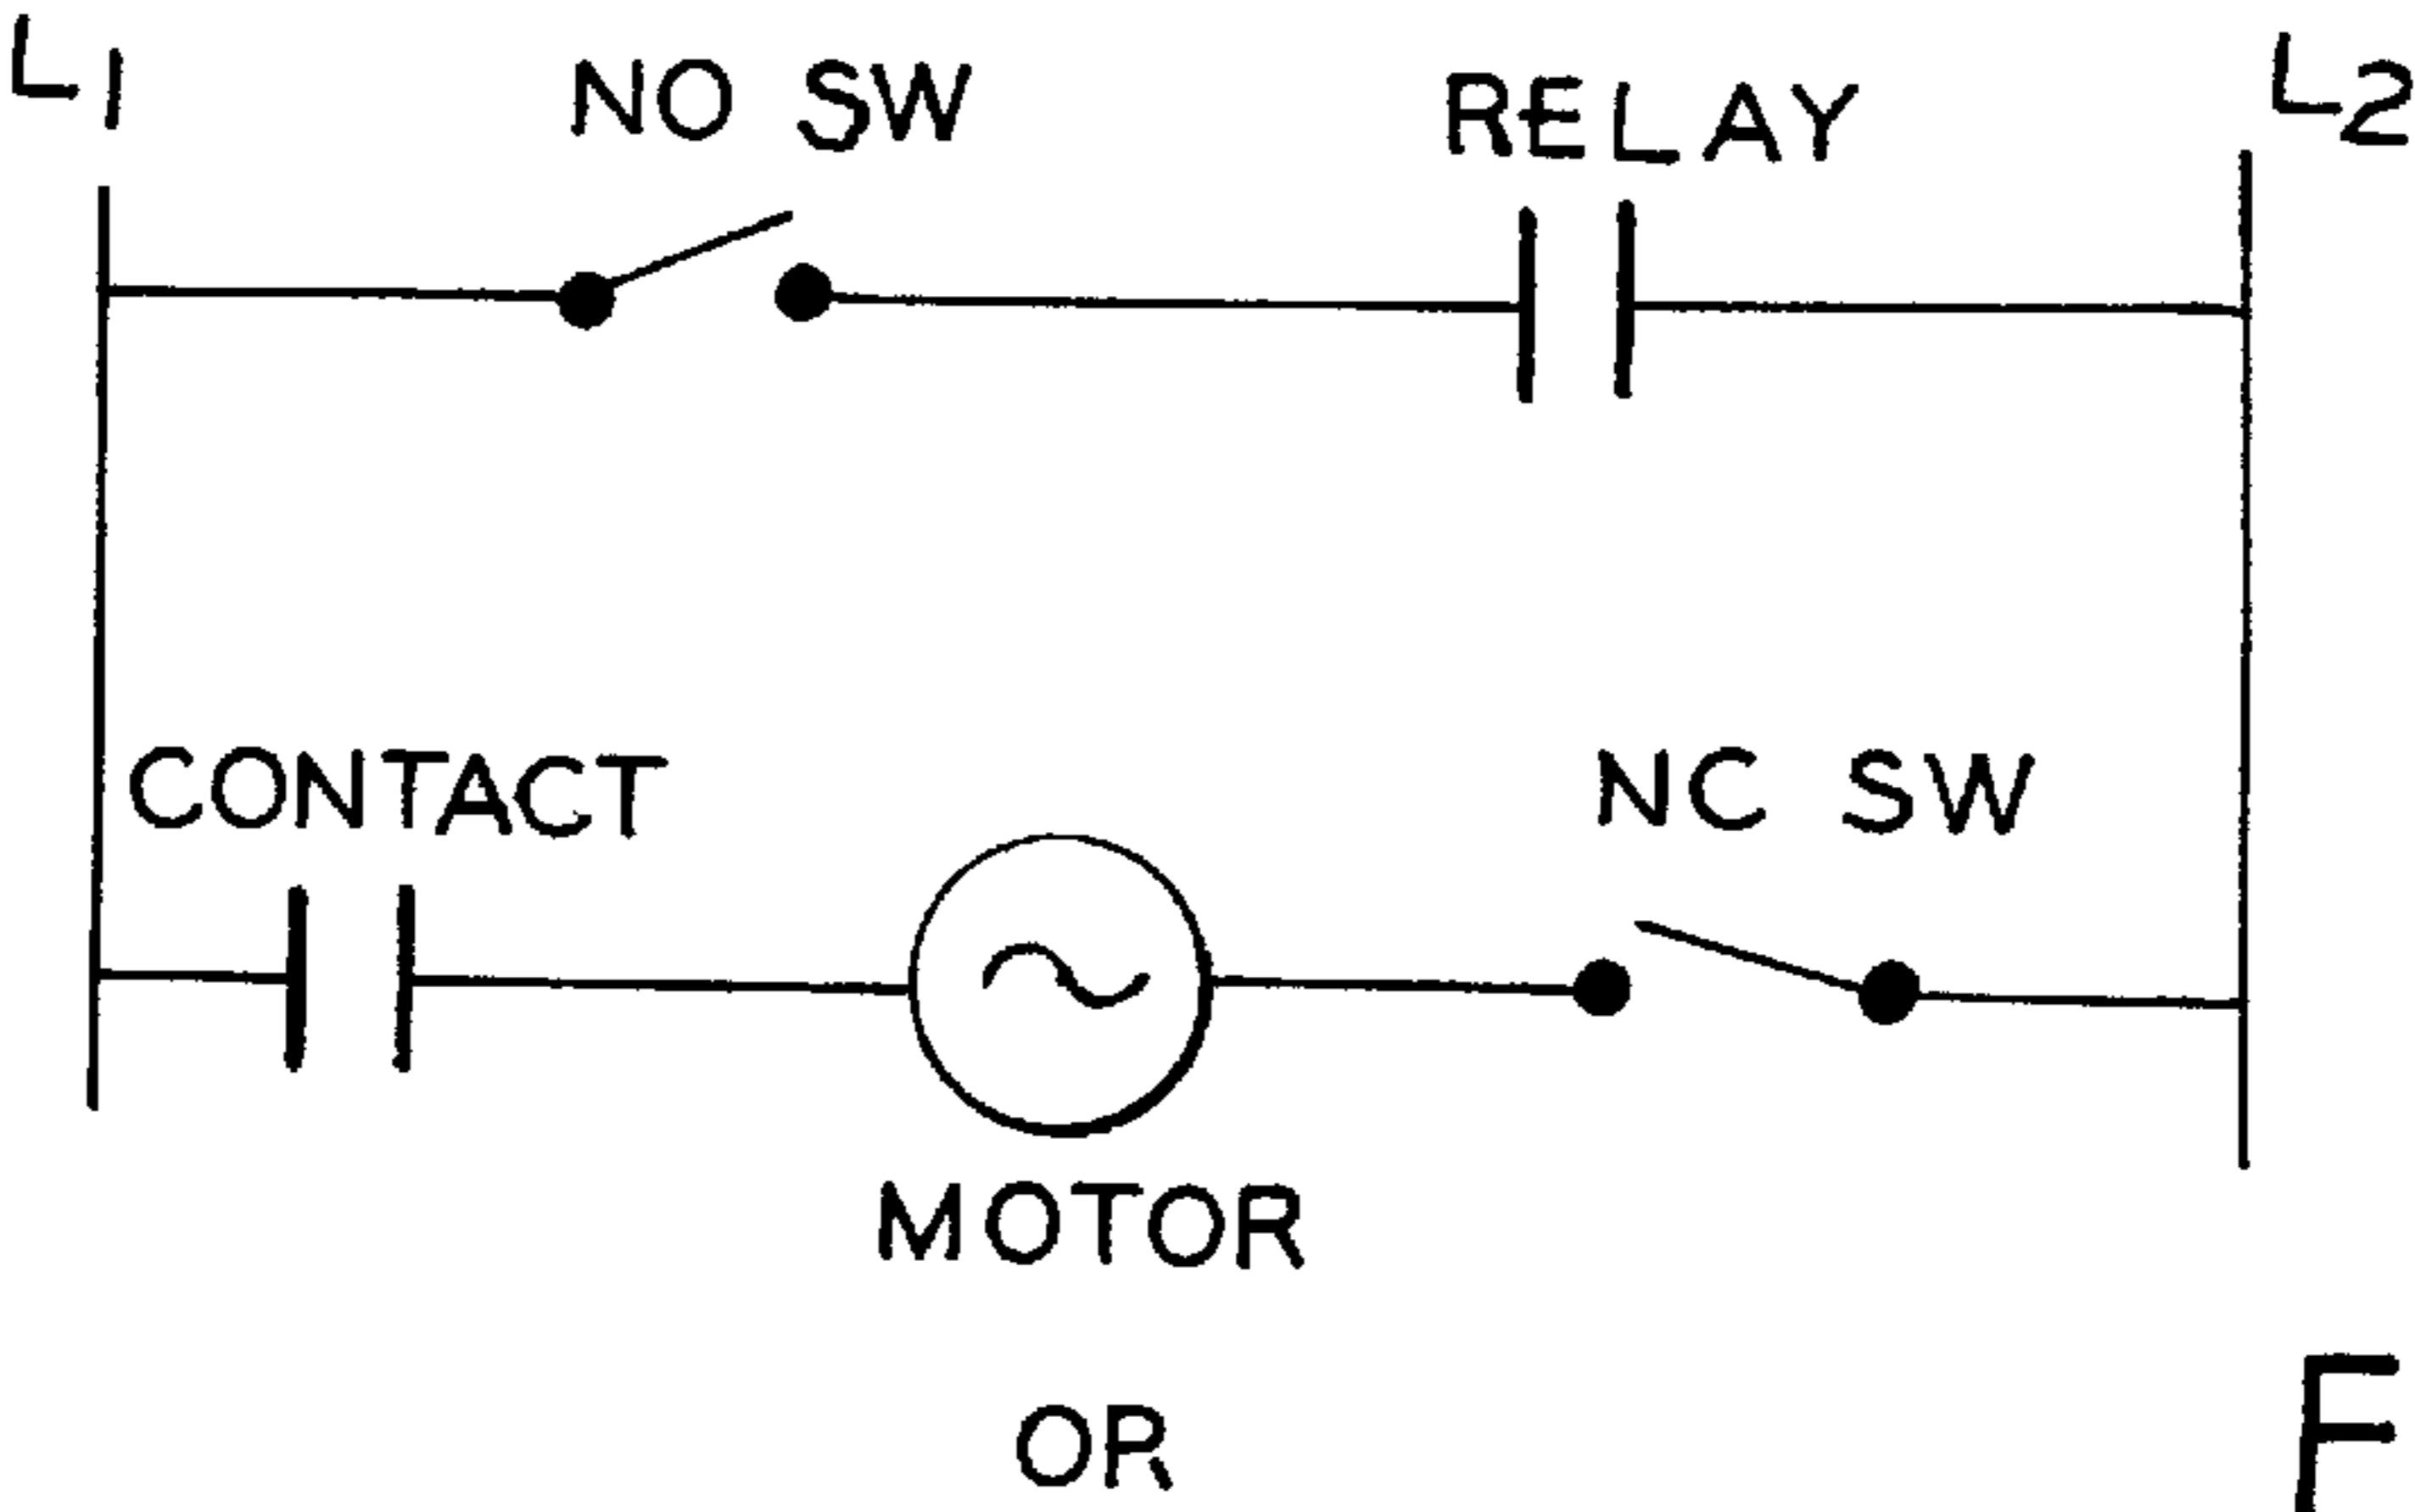 L1 NO SW RELAY L2
CONTACT NC SW
MOTOR
OR
F